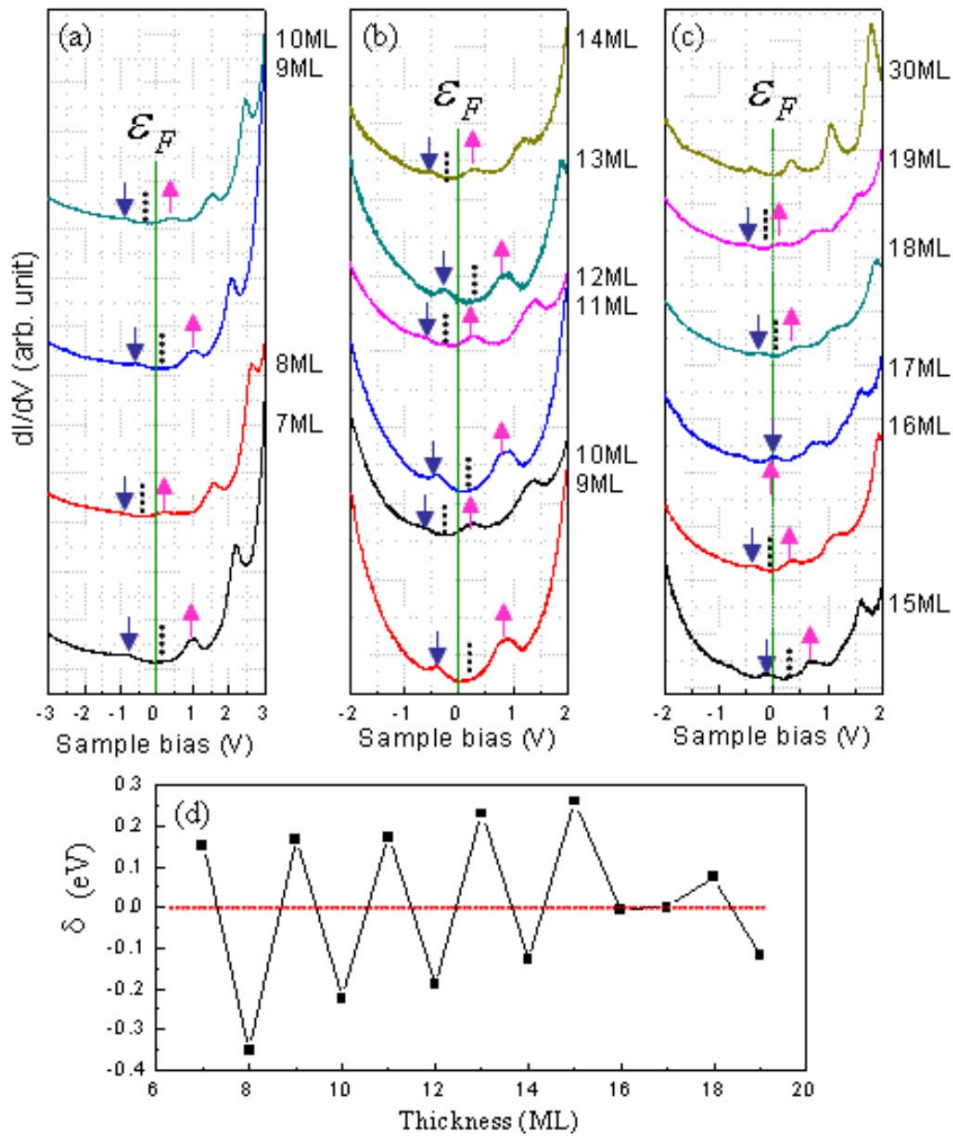 (a)
10ML
9ML
εF
8ML
7ML
dI/dV (arb. unit)
-3 -2 -1 0 1 2 3
Sample bias (V)
(b)
14ML
εF
13ML
12ML
11ML
10ML
9ML
-2 -1 0 1 2
Sample bias (V)
(c)
30ML
εF
19ML
18ML
17ML
16ML
15ML
-2 -1 0 1 2
Sample bias (V)
(d)
0.3
0.2
0.1
0.0
-0.1
-0.2
-0.3
-0.4
δ (eV)
6 8 10 12 14 16 18 20
Thickness (ML)